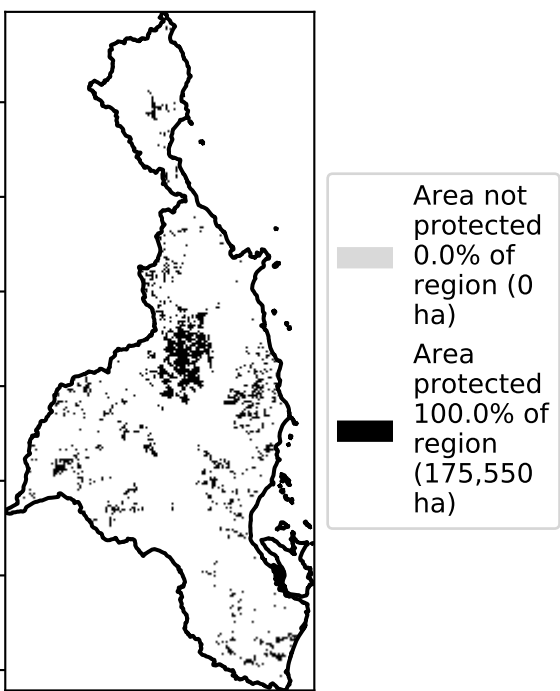 Area not
protected
0.0% of
region (0
ha)
Area
protected
100.0% of
region
(175,550
ha)